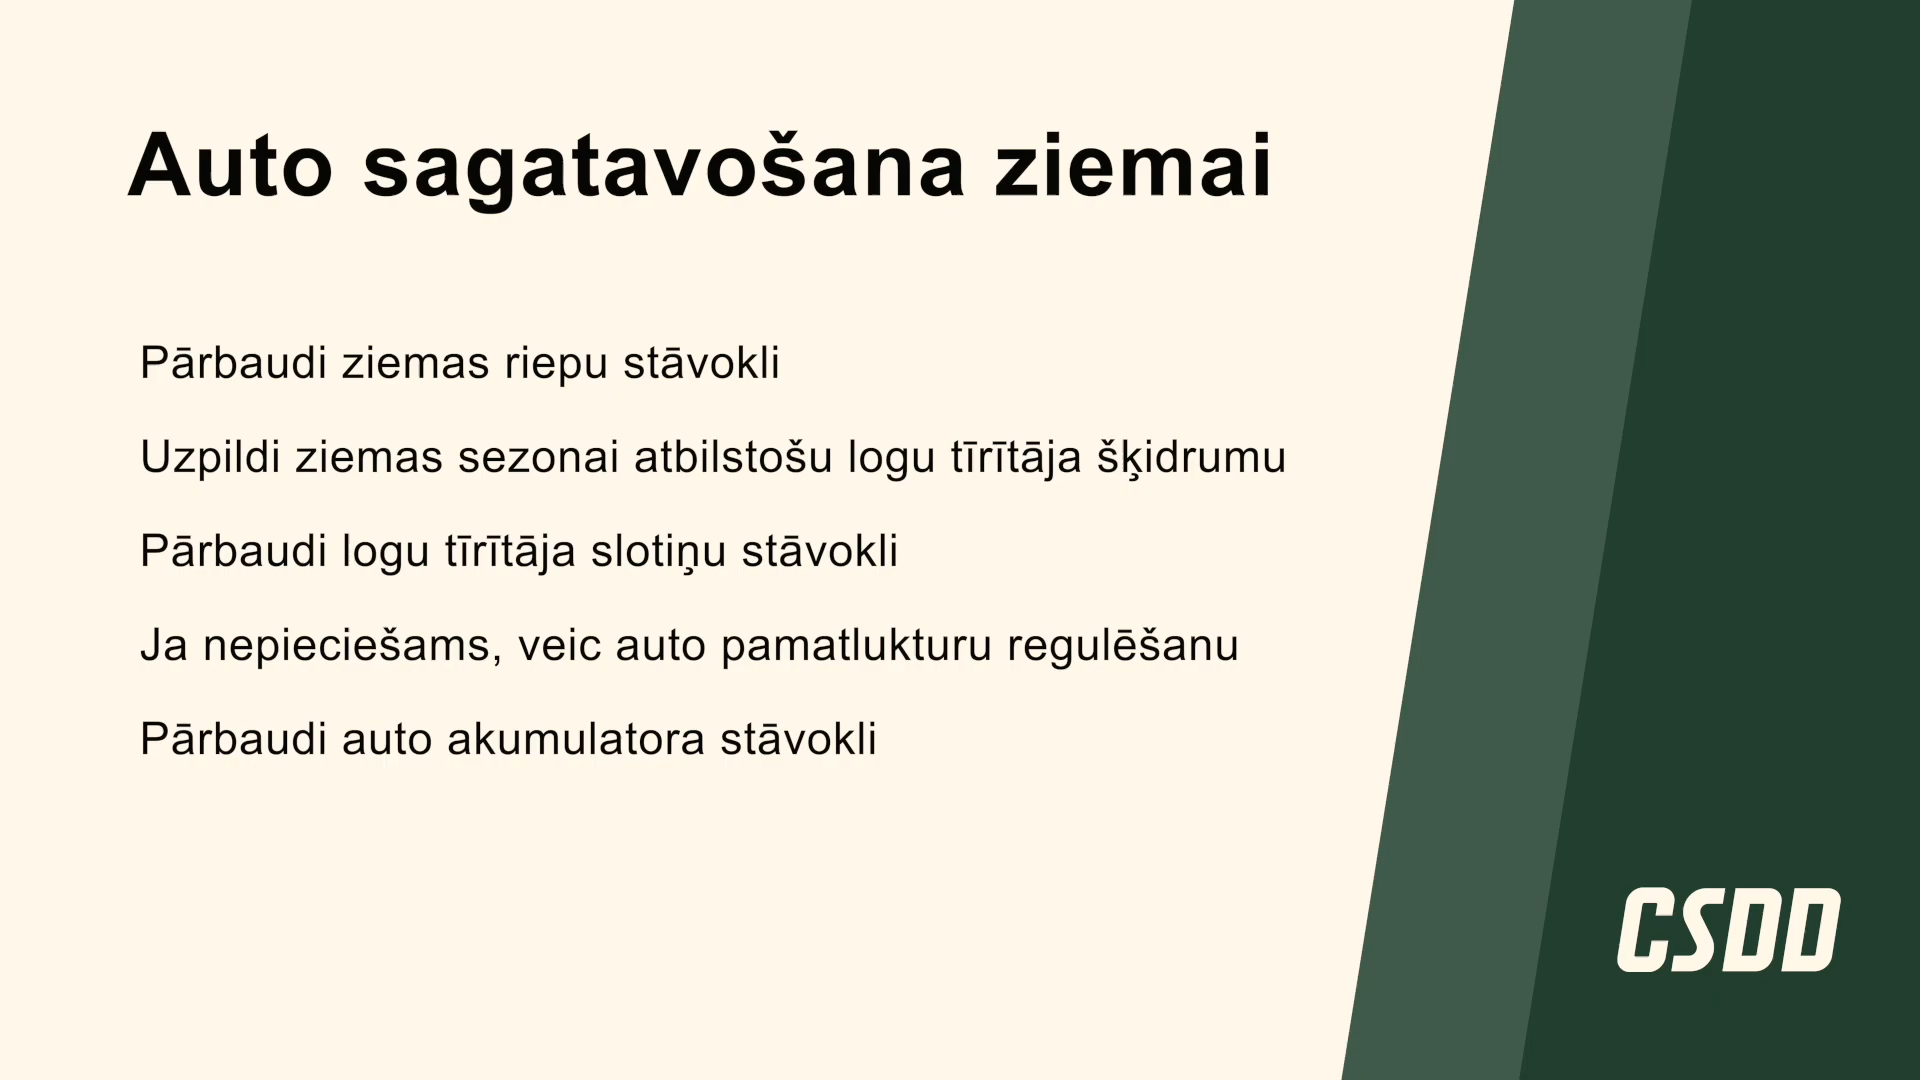 Auto sagatavošana ziemai
Pārbaudi ziemas riepu stāvokli
Uzpildi ziemas sezonai atbilstošu logu tīrītāja šķidrumu
Pārbaudi logu tīrītāja slotiņu stāvokli
Ja nepieciešams, veic auto pamatlukturu regulēšanu
Pārbaudi auto akumulatora stāvokli
CSDD